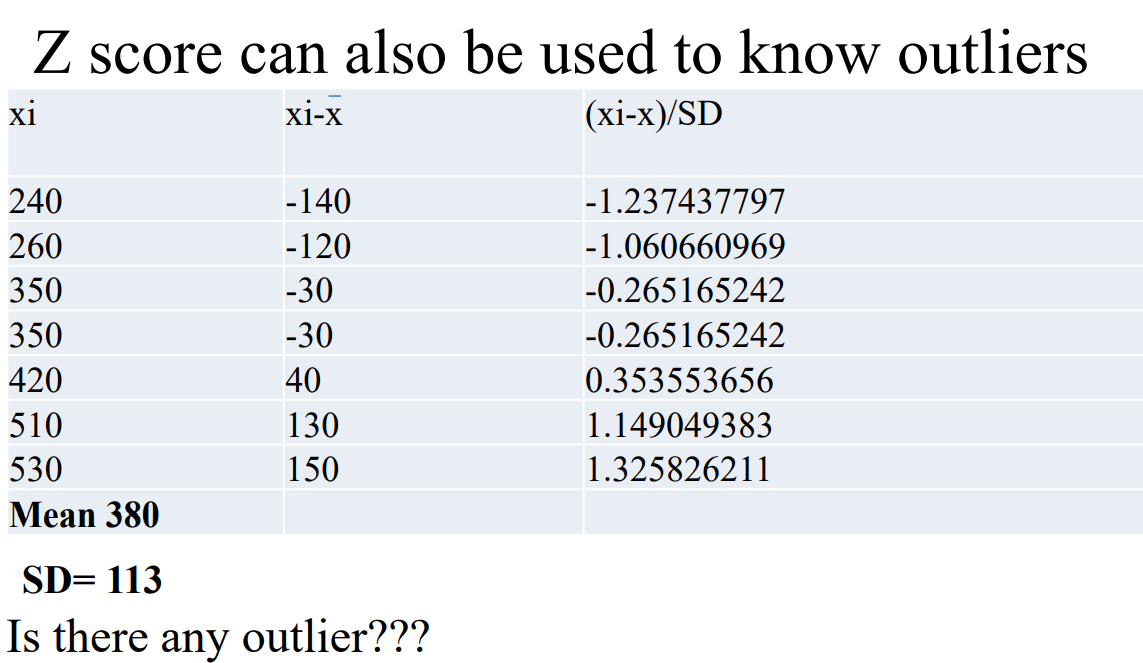 Z score can also be used to know outliers
xi xi-x̅ (xi-x)/SD
240 -140 -1.237437797
260 -120 -1.060660969
350 -30 -0.265165242
350 -30 -0.265165242
420 40 0.353553656
510 130 1.149049383
530 150 1.325826211
Mean 380
SD= 113
Is there any outlier???